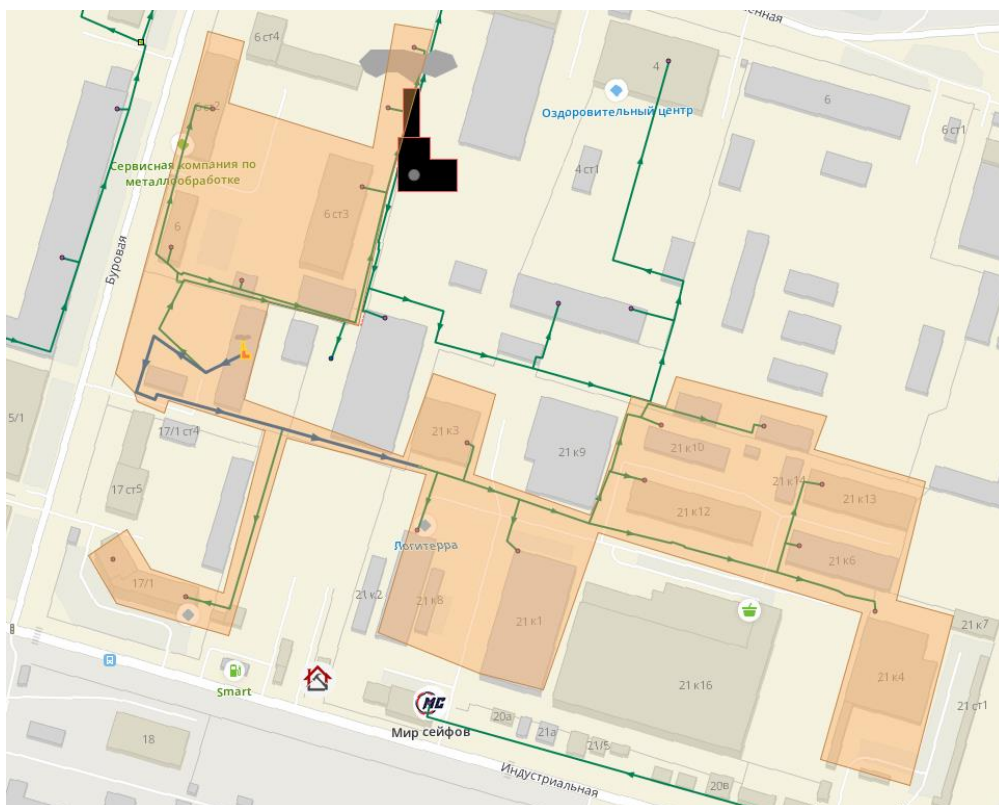 6 ст4
4
Оздоровительный центр
6
6 ст1
Сервисная компания по
металлообработке
4 ст1
6 ст3
6
Буровая
5/1
17/1 ст4
21 к3
21 к9
21 к10
21 к14
21 к13
17 ст5
21 к12
Логитерра
21 к6
17/1
21 к2
21 к8
21 к1
21 к7
21 к16
21 к4
Smart
21 ст1
МС
Мир сейфов
20а
21а
21/5
18
20в
Индустриальная